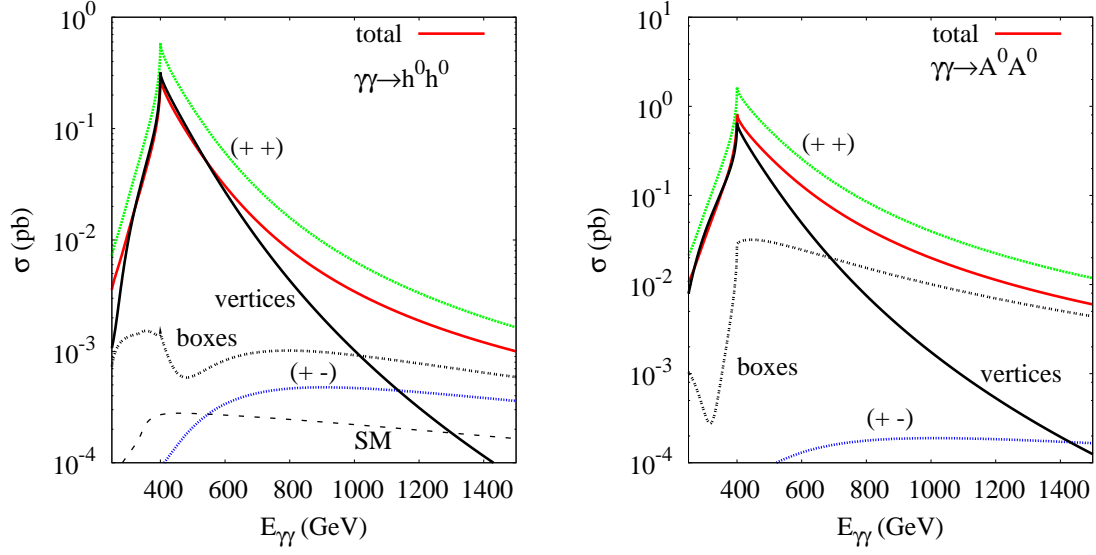 10^0
10^-1
10^-2
10^-3
10^-4
σ (pb)
total
γγ→h^0h^0
(+ +)
vertices
boxes
(+ -)
SM
400 600 800 1000 1200 1400
E_γγ (GeV)
10^1
10^0
10^-1
10^-2
10^-3
10^-4
σ (pb)
total
γγ→A^0A^0
(+ +)
boxes
vertices
(+ -)
400 600 800 1000 1200 1400
E_γγ (GeV)